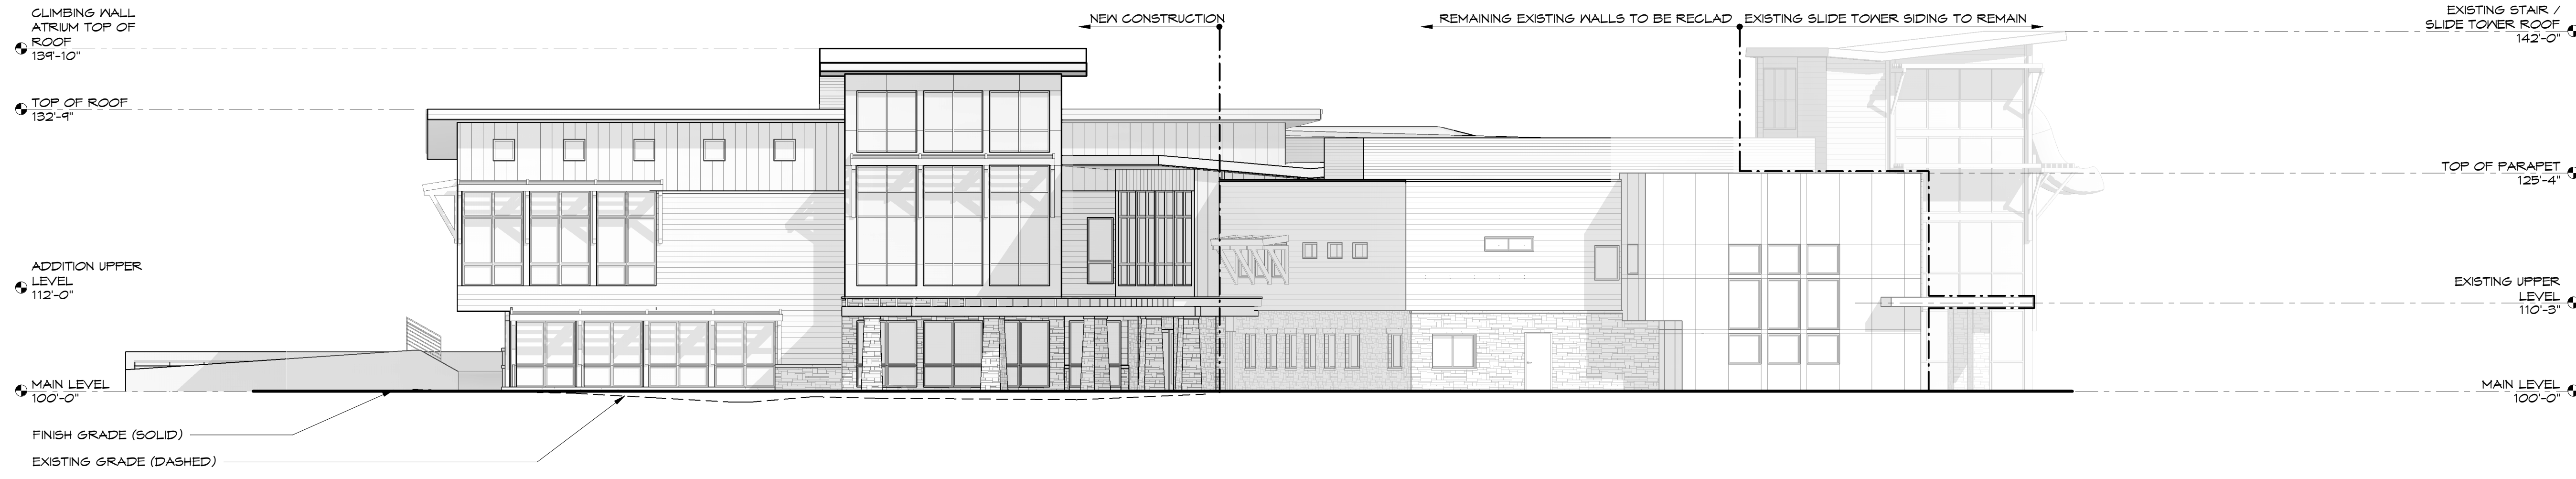 CLIMBING WALL
ATRIUM TOP OF
ROOF
139'-10"
TOP OF ROOF
132'-9"
ADDITION UPPER
LEVEL
112'-0"
MAIN LEVEL
100'-0"
FINISH GRADE (SOLID)
EXISTING GRADE (DASHED)
NEW CONSTRUCTION
REMAINING EXISTING WALLS TO BE RECLAD
EXISTING SLIDE TOWER SIDING TO REMAIN
EXISTING STAIR /
SLIDE TOWER ROOF
142'-0"
TOP OF PARAPET
125'-4"
EXISTING UPPER
LEVEL
110'-3"
MAIN LEVEL
100'-0"